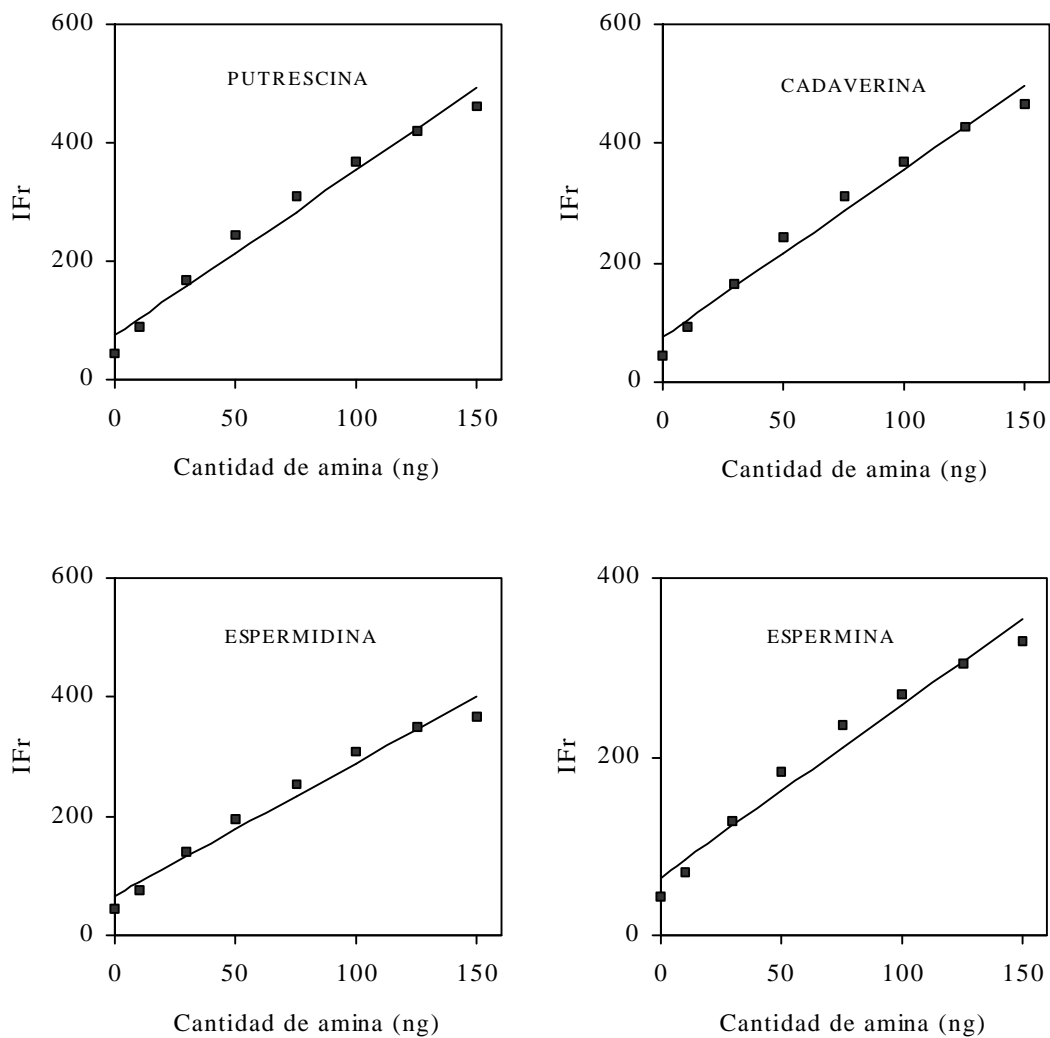 600
PUTRESCINA
400
IFr
200
0
0 50 100 150
Cantidad de amina (ng)
600
CADAVERINA
400
IFr
200
0
0 50 100 150
Cantidad de amina (ng)
600
ESPERMIDINA
400
IFr
200
0
0 50 100 150
Cantidad de amina (ng)
400
ESPERMINA
IFr
200
0
0 50 100 150
Cantidad de amina (ng)